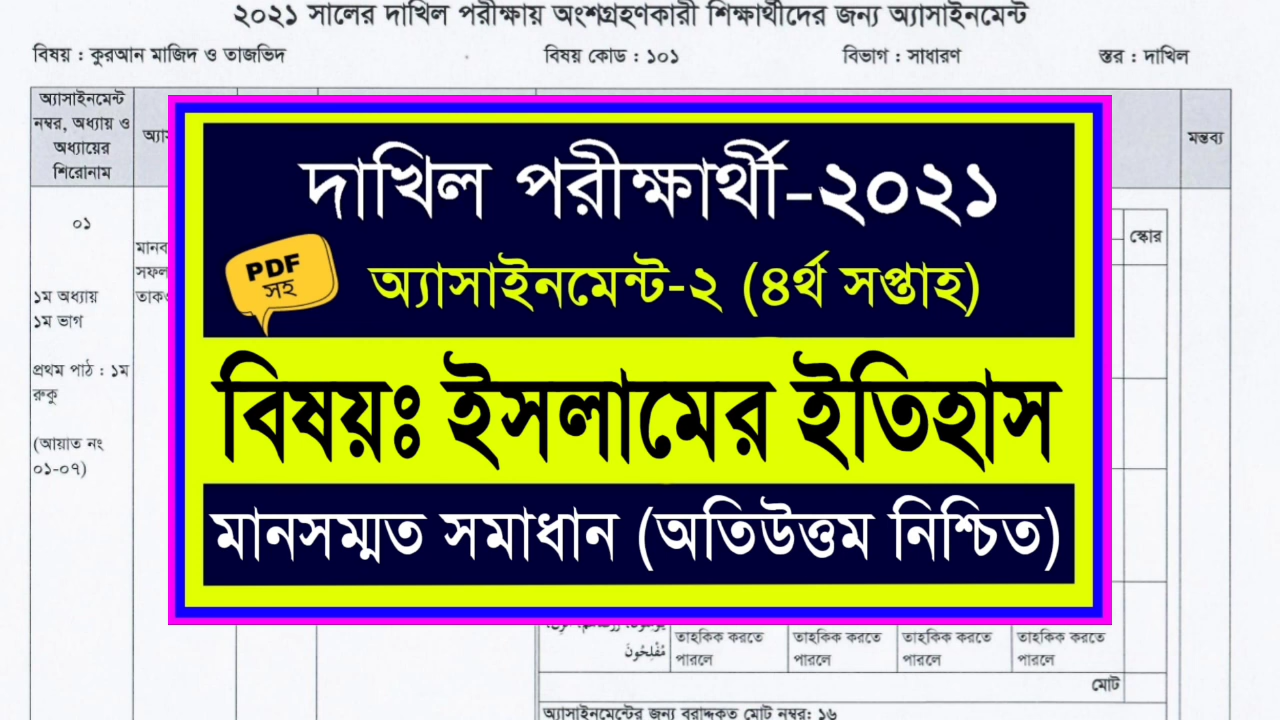 ২০২১ সালের দাখিল পরীক্ষায় অংশগ্রহণকারী শিক্ষার্থীদের জন্য অ্যাসাইনমেন্ট
বিষয় : কুরআন মাজিদ ও তাজভিদ বিষয় কোড : ১০১ বিভাগ : সাধারণ স্তর : দাখিল
অ্যাসাইনমেন্ট
নম্বর, অধ্যায় ও
অধ্যায়ের
শিরোনাম
মন্তব্য
স্কোর
০১
১ম অধ্যায়
১ম ভাগ
প্রথম পাঠ : ১ম
রুকু
(আয়াত নং
০১-০৭)
দাখিল পরীক্ষার্থী-২০২১
PDF
সহ
অ্যাসাইনমেন্ট-২ (৪র্থ সপ্তাহ)
বিষয়ঃ ইসলামের ইতিহাস
মানসম্মত সমাধান (অতিউত্তম নিশ্চিত)
তাহকিক করতে তাহকিক করতে তাহকিক করতে তাহকিক করতে
مُفْلِحُونَ পারলে পারলে পারলে পারলে
মোট
অ্যাসাইনমেন্টের জন্য বরাদ্দকৃত মোট নম্বর: ১৬